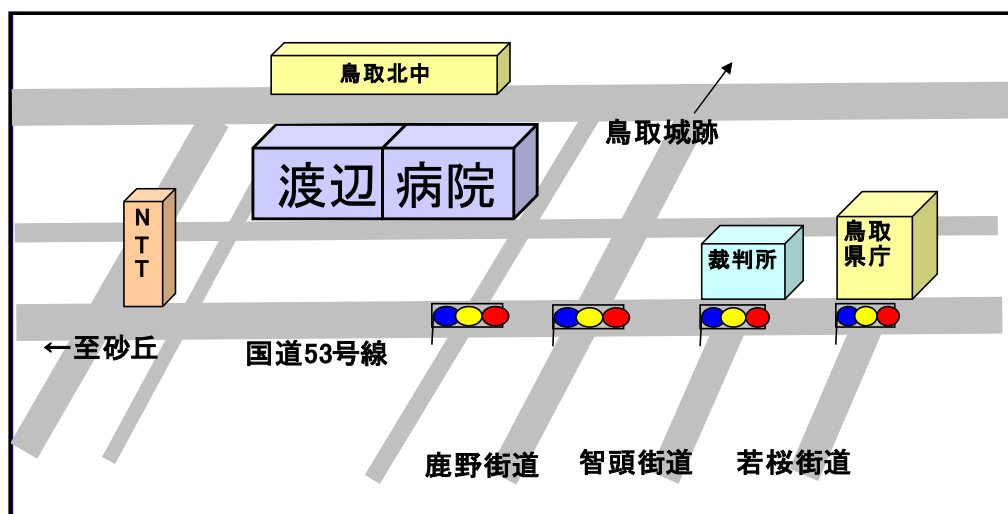 鳥取北中
鳥取城跡
渡辺 病院
NTT
裁判所
鳥取
県庁
←至砂丘
国道53号線
鹿野街道
智頭街道
若桜街道